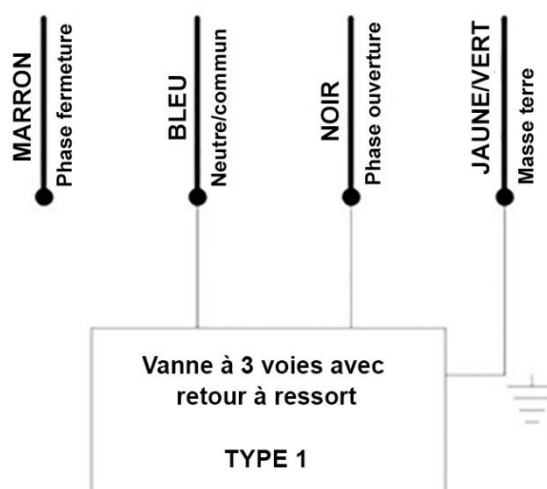 MARRON
Phase fermeture
BLEU
Neutre/commun
NOIR
Phase ouverture
JAUNE/VERT
Masse terre
Vanne à 3 voies avec
retour à ressort
TYPE 1